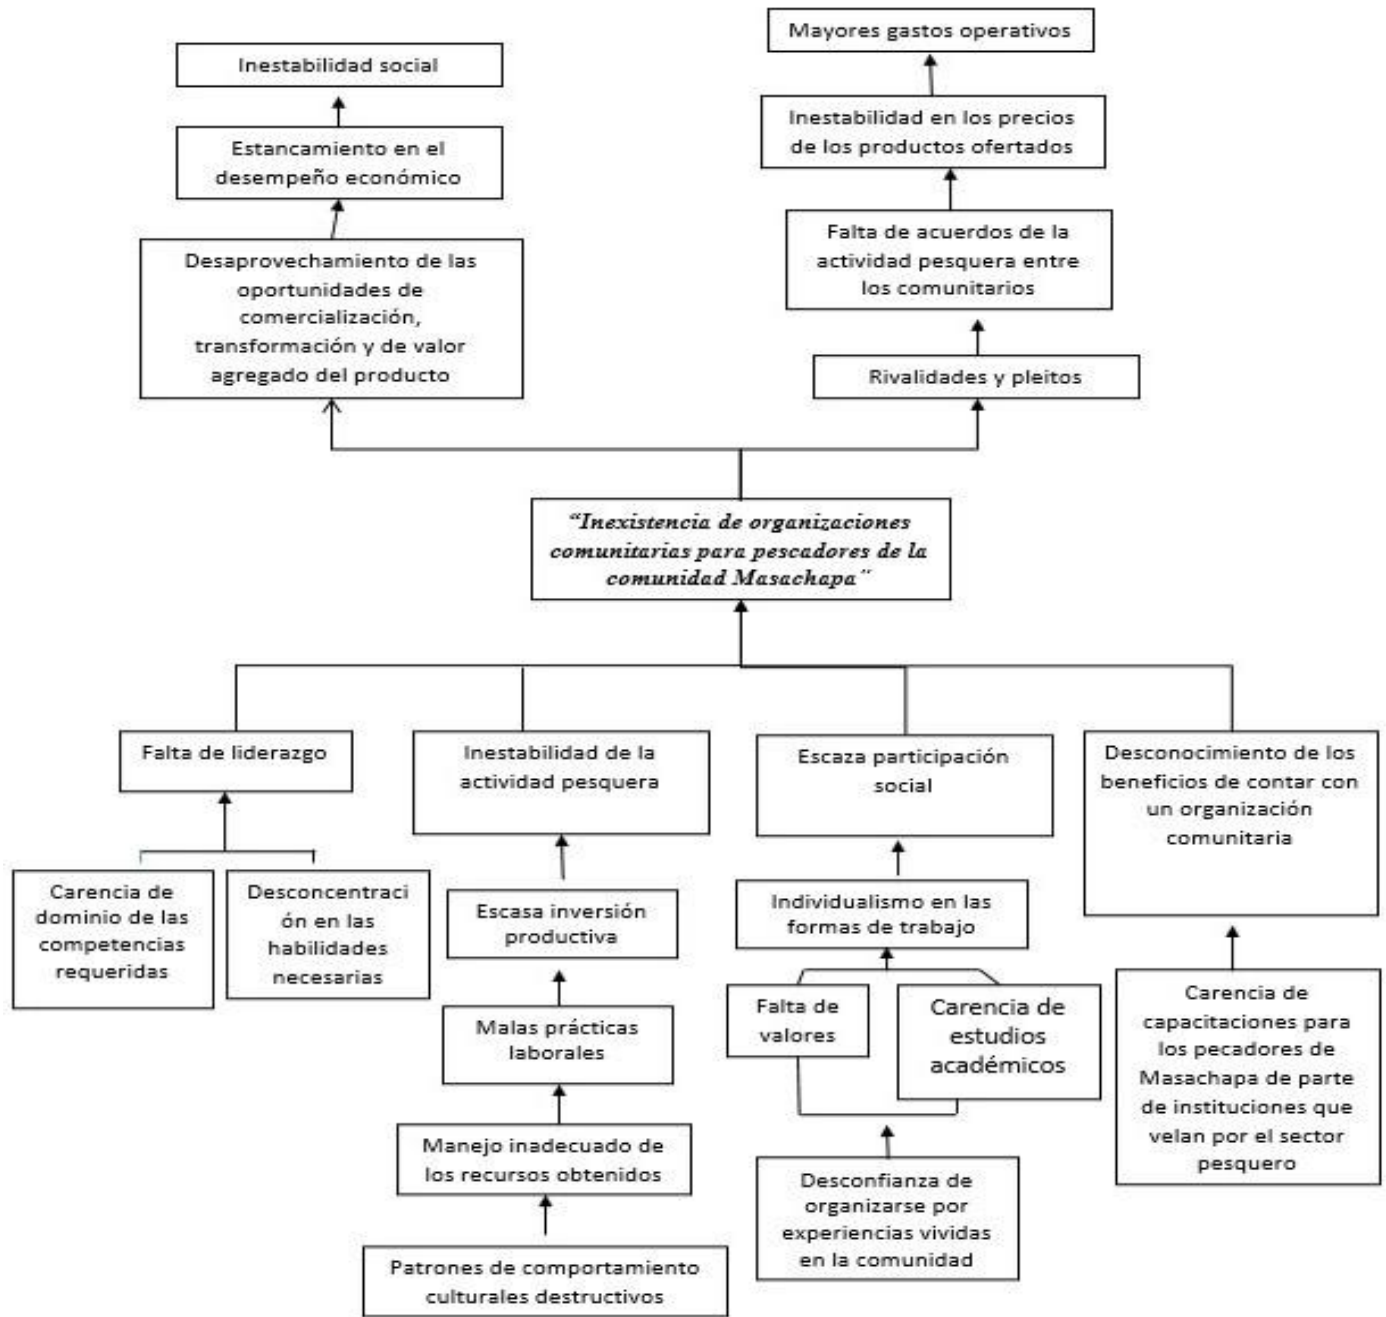 Mayores gastos operativos
Inestabilidad social
Inestabilidad en los precios
de los productos ofertados
Estancamiento en el
desempeño económico
Falta de acuerdos de la
actividad pesquera entre
los comunitarios
Desaprovechamiento de las
oportunidades de
comercialización,
transformación y de valor
agregado del producto
Rivalidades y pleitos
“Inexistencia de organizaciones
comunitarias para pescadores de la
comunidad Masachapa”
Falta de liderazgo
Inestabilidad de la
actividad pesquera
Escaza participación
social
Desconocimiento de los
beneficios de contar con
un organización
comunitaria
Carencia de
dominio de las
competencias
requeridas
Desconcentraci
ón en las
habilidades
necesarias
Escasa inversión
productiva
Individualismo en las
formas de trabajo
Malas prácticas
laborales
Falta de
valores
Carencia de
estudios
académicos
Carencia de
capacitaciones para
los pecadores de
Masachapa de parte
de instituciones que
velan por el sector
pesquero
Manejo inadecuado de
los recursos obtenidos
Desconfianza de
organizarse por
experiencias vividas
en la comunidad
Patrones de comportamiento
culturales destructivos